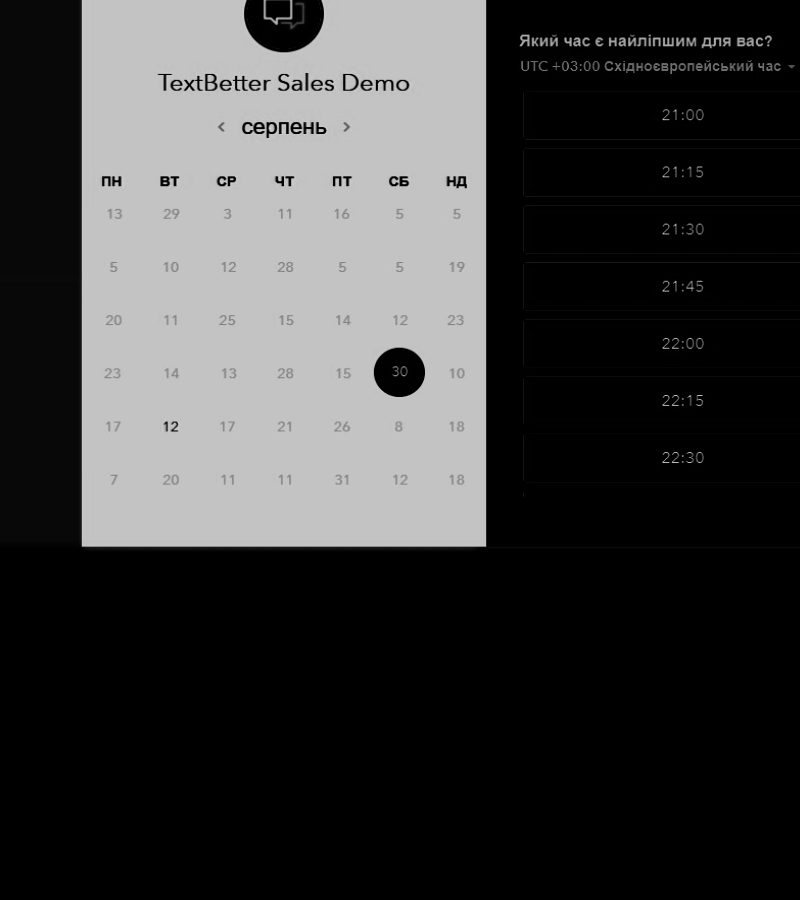 TextBetter Sales Demo
< серпень >
ПН ВТ СР ЧТ ПТ СБ НД
13 29 3 11 16 5 5
5 10 12 28 5 5 19
20 11 25 15 14 12 23
23 14 13 28 15 30 10
17 12 17 21 26 8 18
7 20 11 11 31 12 18
Який час є найліпшим для вас?
UTC +03:00 Східноєвропейський час
21:00
21:15
21:30
21:45
22:00
22:15
22:30